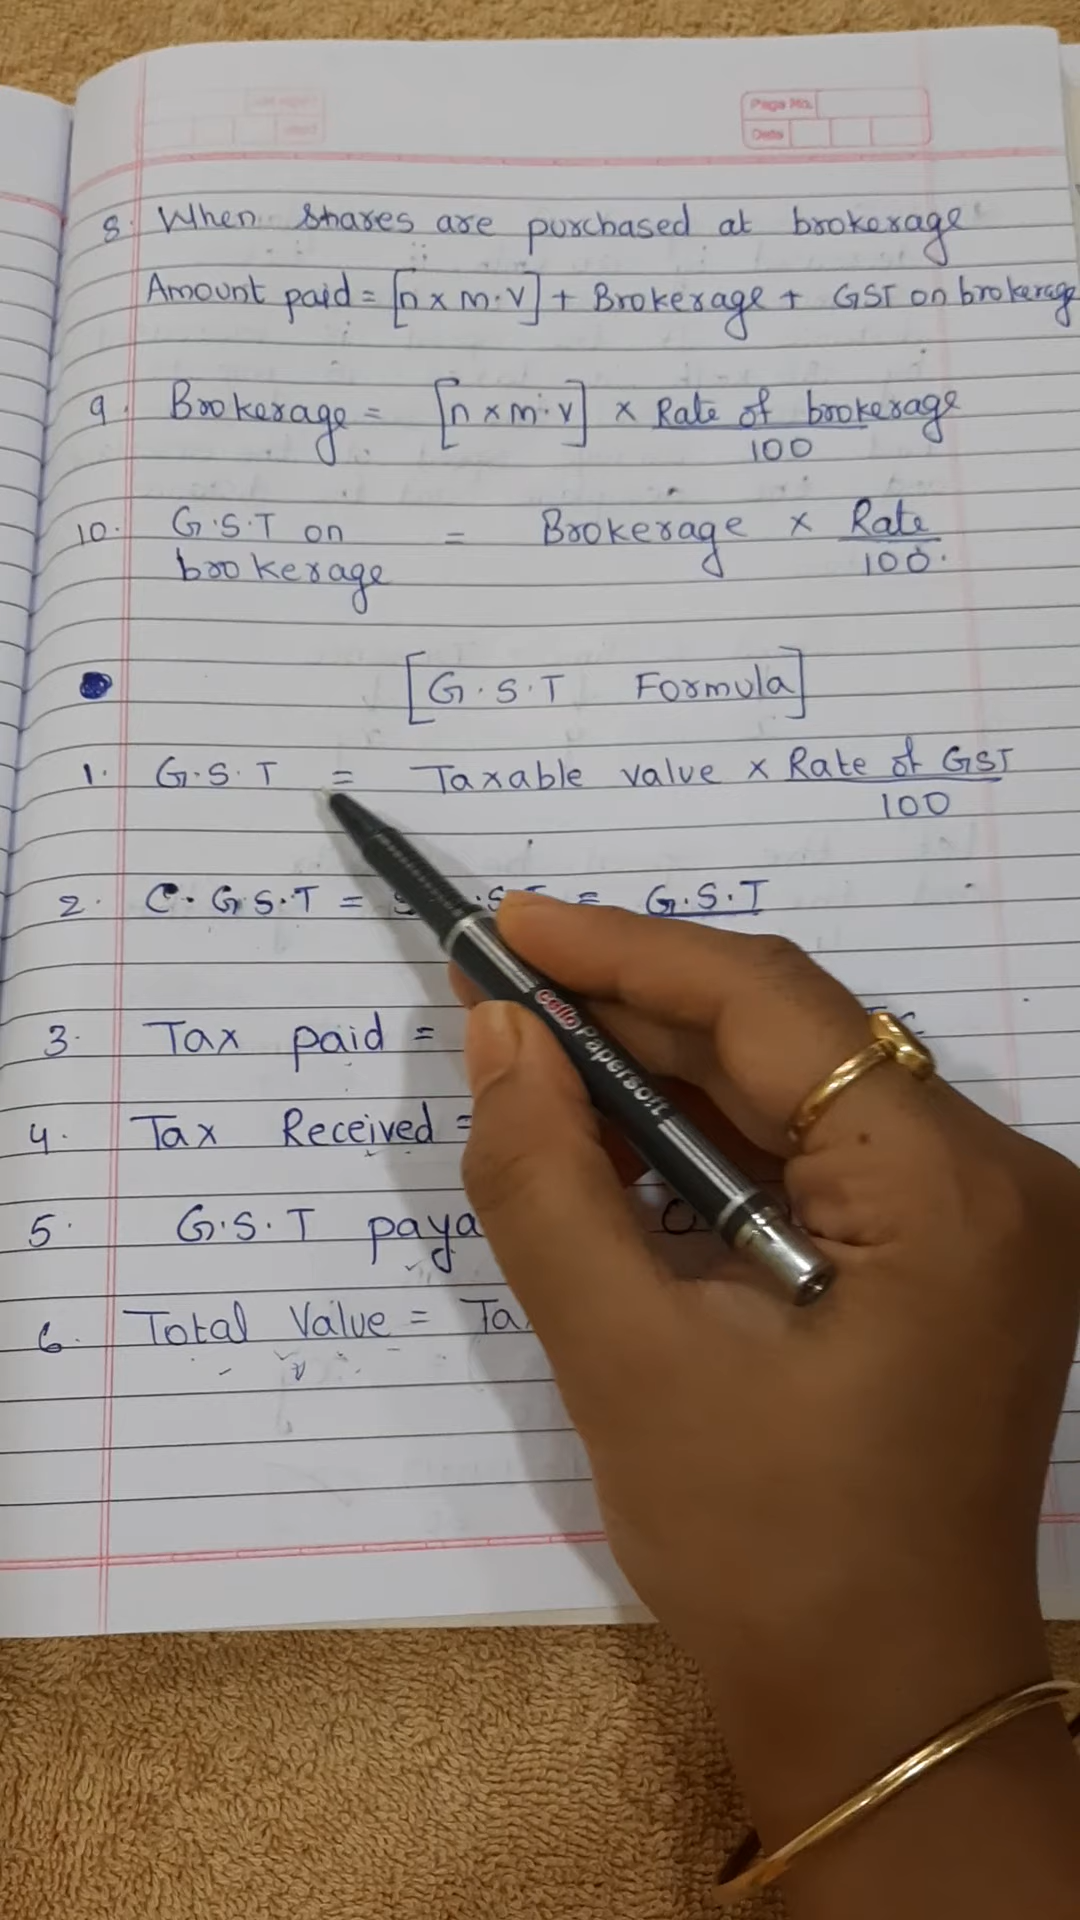 Page No.
Date
8. When shares are purchased at brokerage
Amount paid = [n x m.v] + Brokerage + GST on brokerage
9. Brokerage = [n x m.v] x Rate of brokerage
100
10. G.S.T on = Brokerage x Rate
brokerage 100.
[G.S.T Formula]
1. G.S.T = Taxable value x Rate of GST
100
2. C.G.S.T = = G.S.T
3. Tax paid =
4. Tax Received =
5. G.S.T
6. Total Value =
Cello Papersoft